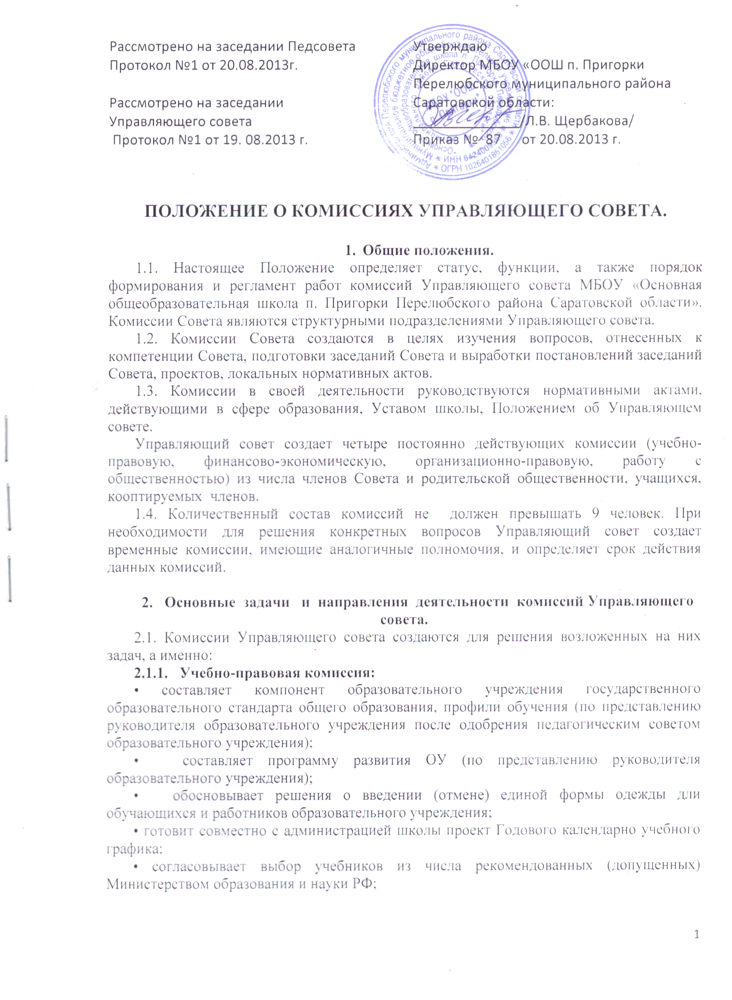 Рассмотрено на заседании Педсовета
Протокол №1 от 20.08.2013г.
Рассмотрено на заседании
Управляющего совета
Протокол №1 от 19. 08.2013 г.
Утверждаю
Директор МБОУ «ООШ п. Пригорки
Перелюбского муниципального района
Саратовской области:
/Л.В. Щербакова/
Приказ № 87 от 20.08.2013 г.
ПОЛОЖЕНИЕ О КОМИССИЯХ УПРАВЛЯЮЩЕГО СОВЕТА.
1. Общие положения.
1.1. Настоящее Положение определяет статус, функции, а также порядок
формирования и регламент работ комиссий Управляющего совета МБОУ «Основная
общеобразовательная школа п. Пригорки Перелюбского района Саратовской области».
Комиссии Совета являются структурными подразделениями Управляющего совета.
1.2. Комиссии Совета создаются в целях изучения вопросов, отнесенных к
компетенции Совета, подготовки заседаний Совета и выработки постановлений заседаний
Совета, проектов, локальных нормативных актов.
1.3. Комиссии в своей деятельности руководствуются нормативными актами,
действующими в сфере образования, Уставом школы, Положением об Управляющем
совете.
Управляющий совет создает четыре постоянно действующих комиссии (учебно-
правовую, финансово-экономическую, организационно-правовую, работу с
общественностью) из числа членов Совета и родительской общественности, учащихся,
кооптируемых членов.
1.4. Количественный состав комиссий не должен превышать 9 человек. При
необходимости для решения конкретных вопросов Управляющий совет создает
временные комиссии, имеющие аналогичные полномочия, и определяет срок действия
данных комиссий.
2. Основные задачи и направления деятельности комиссий Управляющего
совета.
2.1. Комиссии Управляющего совета создаются для решения возложенных на них
задач, а именно:
2.1.1. Учебно-правовая комиссия:
• составляет компонент образовательного учреждения государственного
образовательного стандарта общего образования, профили обучения (по представлению
руководителя образовательного учреждения после одобрения педагогическим советом
образовательного учреждения);
• составляет программу развития ОУ (по представлению руководителя
образовательного учреждения);
• обосновывает решения о введении (отмене) единой формы одежды дли
обучающихся и работников образовательного учреждения;
• готовит совместно с администрацией школы проект Годового календарно учебного
графика;
• согласовывает выбор учебников из числа рекомендованных (допущенных)
Министерством образования и науки РФ;
1